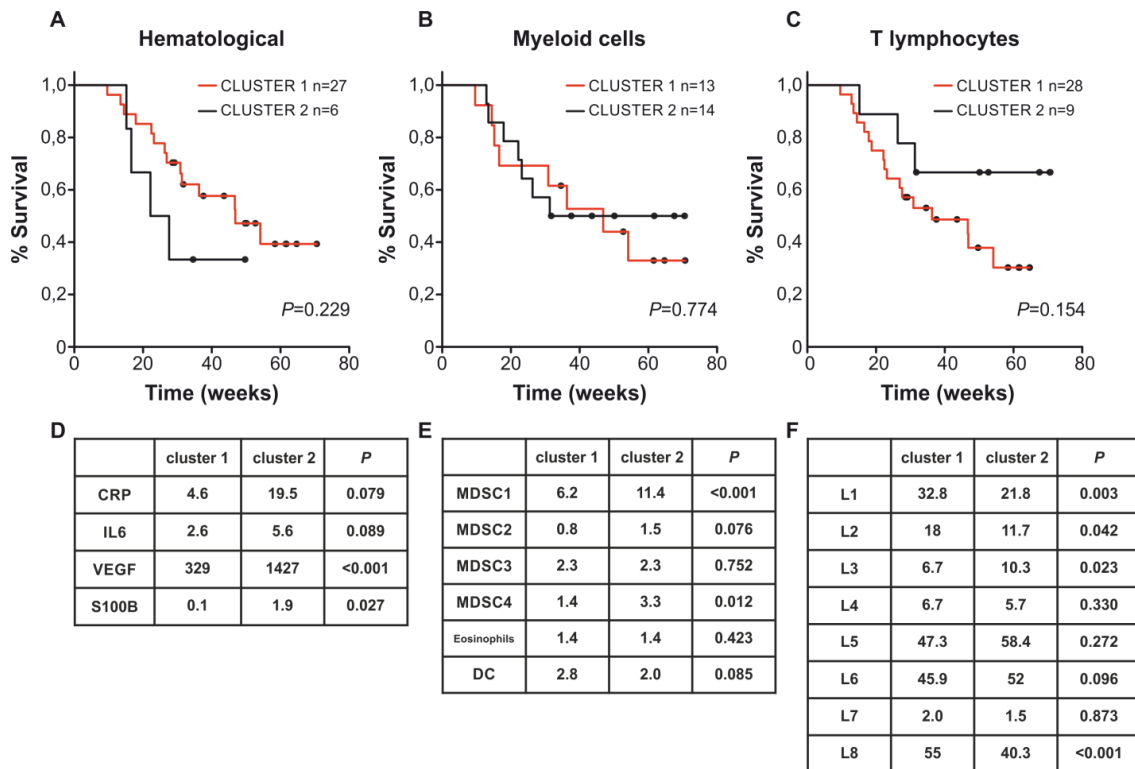 A
Hematological
CLUSTER 1 n=27
CLUSTER 2 n=6
% Survival
1,0
0,8
0,6
0,4
0,2
0
P=0.229
0 20 40 60 80
Time (weeks)
B
Myeloid cells
CLUSTER 1 n=13
CLUSTER 2 n=14
% Survival
1,0
0,8
0,6
0,4
0,2
0
P=0.774
0 20 40 60 80
Time (weeks)
C
T lymphocytes
CLUSTER 1 n=28
CLUSTER 2 n=9
% Survival
1,0
0,8
0,6
0,4
0,2
0
P=0.154
0 20 40 60 80
Time (weeks)
D
cluster 1 cluster 2 P
CRP 4.6 19.5 0.079
IL6 2.6 5.6 0.089
VEGF 329 1427 <0.001
S100B 0.1 1.9 0.027
E
cluster 1 cluster 2 P
MDSC1 6.2 11.4 <0.001
MDSC2 0.8 1.5 0.076
MDSC3 2.3 2.3 0.752
MDSC4 1.4 3.3 0.012
Eosinophils 1.4 1.4 0.423
DC 2.8 2.0 0.085
F
cluster 1 cluster 2 P
L1 32.8 21.8 0.003
L2 18 11.7 0.042
L3 6.7 10.3 0.023
L4 6.7 5.7 0.330
L5 47.3 58.4 0.272
L6 45.9 52 0.096
L7 2.0 1.5 0.873
L8 55 40.3 <0.001